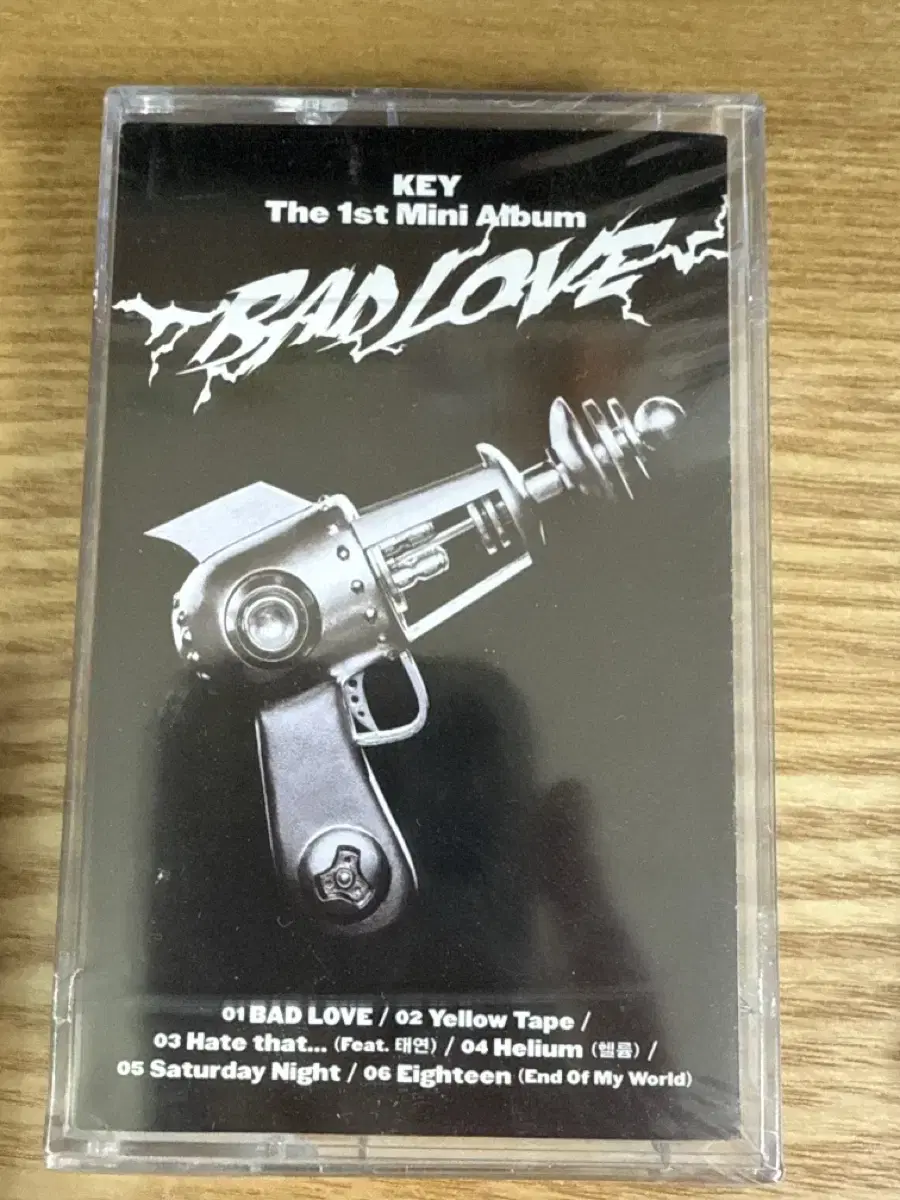 KEY
The 1st Mini Album
BAD LOVE
01 BAD LOVE / 02 Yellow Tape /
03 Hate that... (Feat. 태연) / 04 Helium (헬륨) /
05 Saturday Night / 06 Eighteen (End Of My World)